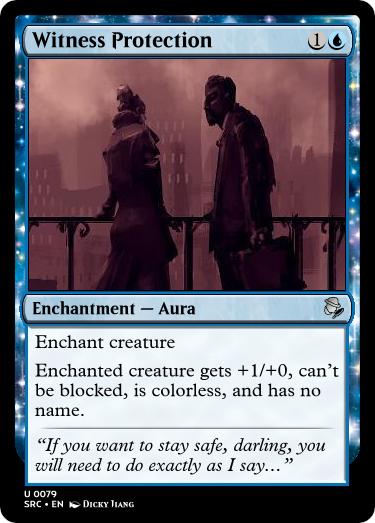 Witness Protection 1
Enchantment — Aura
Enchant creature
Enchanted creature gets +1/+0, can't
be blocked, is colorless, and has no
name.
“If you want to stay safe, darling, you
will need to do exactly as I say…”
U 0079
SRC • EN Dicky Jiang